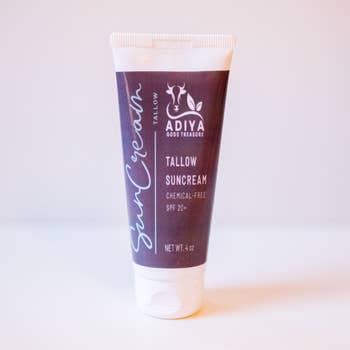 SunCream
TALLOW
ADIYA
GODS TREASURE
TALLOW
SUNCREAM
CHEMICAL-FREE
SPF 20+
NET WT. 4 oz